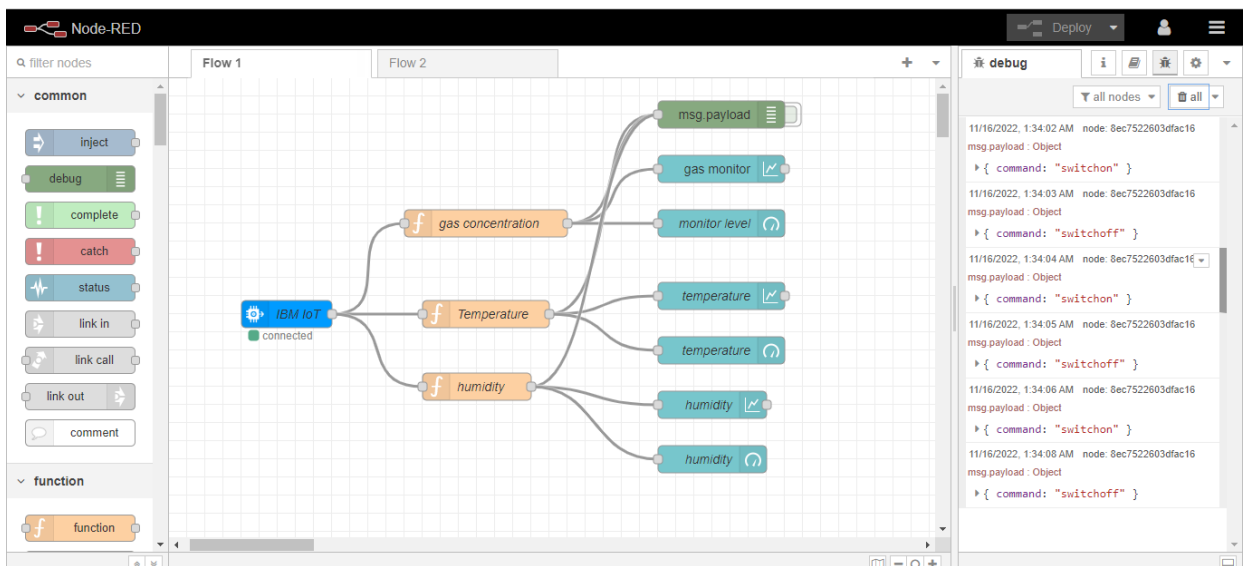 Node-RED
Deploy
filter nodes
common
inject
debug
complete
catch
status
link in
link call
link out
comment
function
function
Flow 1
Flow 2
msg.payload
gas monitor
gas concentration
monitor level
temperature
IBM IoT
connected
Temperature
temperature
humidity
humidity
humidity
debug
i
all nodes
all
11/16/2022, 1:34:02 AM node: 8ec7522603dfac16
msg.payload : Object
{ command: "switchon" }
11/16/2022, 1:34:03 AM node: 8ec7522603dfac16
msg.payload : Object
{ command: "switchoff" }
11/16/2022, 1:34:04 AM node: 8ec7522603dfac16
msg.payload : Object
{ command: "switchon" }
11/16/2022, 1:34:05 AM node: 8ec7522603dfac16
msg.payload : Object
{ command: "switchoff" }
11/16/2022, 1:34:06 AM node: 8ec7522603dfac16
msg.payload : Object
{ command: "switchon" }
11/16/2022, 1:34:08 AM node: 8ec7522603dfac16
msg.payload : Object
{ command: "switchoff" }